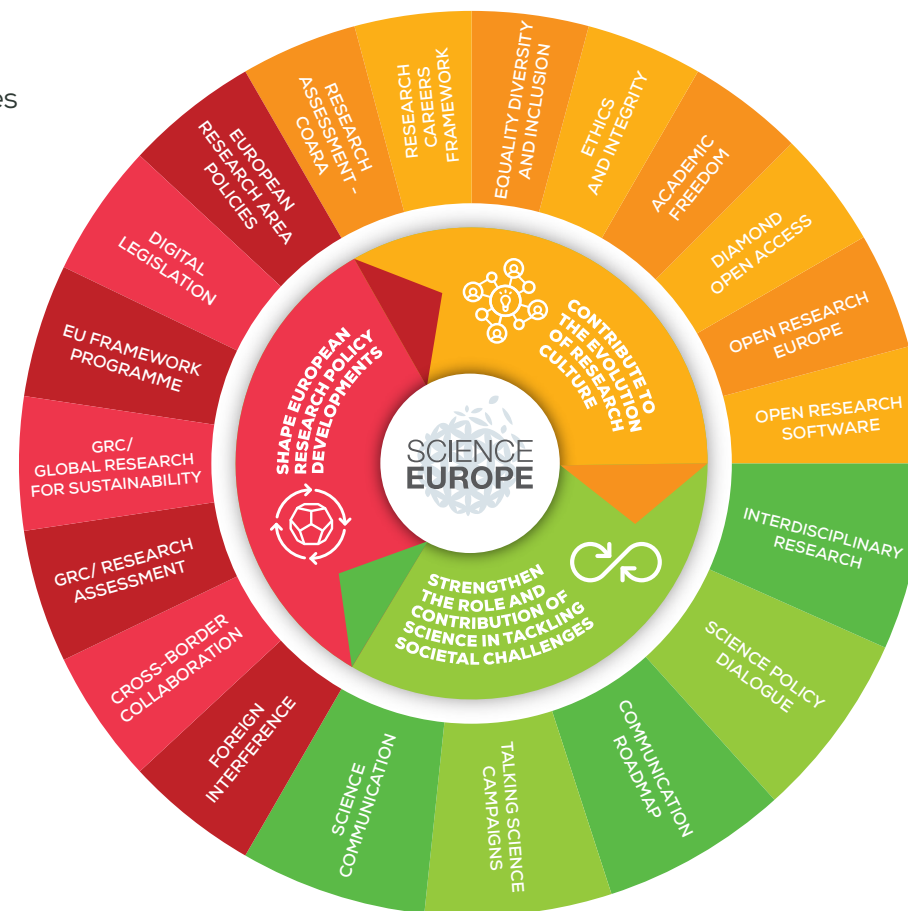 es
RESEARCH
ASSESSMENT –
COARA
RESEARCH
CAREERS
FRAMEWORK
EQUALITY DIVERSITY
AND INCLUSION
ETHICS
AND INTEGRITY
ACADEMIC
FREEDOM
DIAMOND
OPEN ACCESS
OPEN RESEARCH
EUROPE
OPEN RESEARCH
SOFTWARE
INTERDISCIPLINARY
RESEARCH
SCIENCE POLICY
DIALOGUE
COMMUNICATION
ROADMAP
TALKING SCIENCE
CAMPAIGNS
SCIENCE
COMMUNICATION
FOREIGN
INTERFERENCE
CROSS-BORDER
COLLABORATION
GRC/ RESEARCH
ASSESSMENT
GRC/
GLOBAL RESEARCH
FOR SUSTAINABILITY
EU FRAMEWORK
PROGRAMME
DIGITAL
LEGISLATION
EUROPEAN
RESEARCH AREA
POLICIES
SHAPE EUROPEAN
RESEARCH POLICY
DEVELOPMENTS
CONTRIBUTE TO
THE EVOLUTION
OF RESEARCH
CULTURE
STRENGTHEN
THE ROLE AND
CONTRIBUTION OF
SCIENCE IN TACKLING
SOCIETAL CHALLENGES
SCIENCE
EUROPE